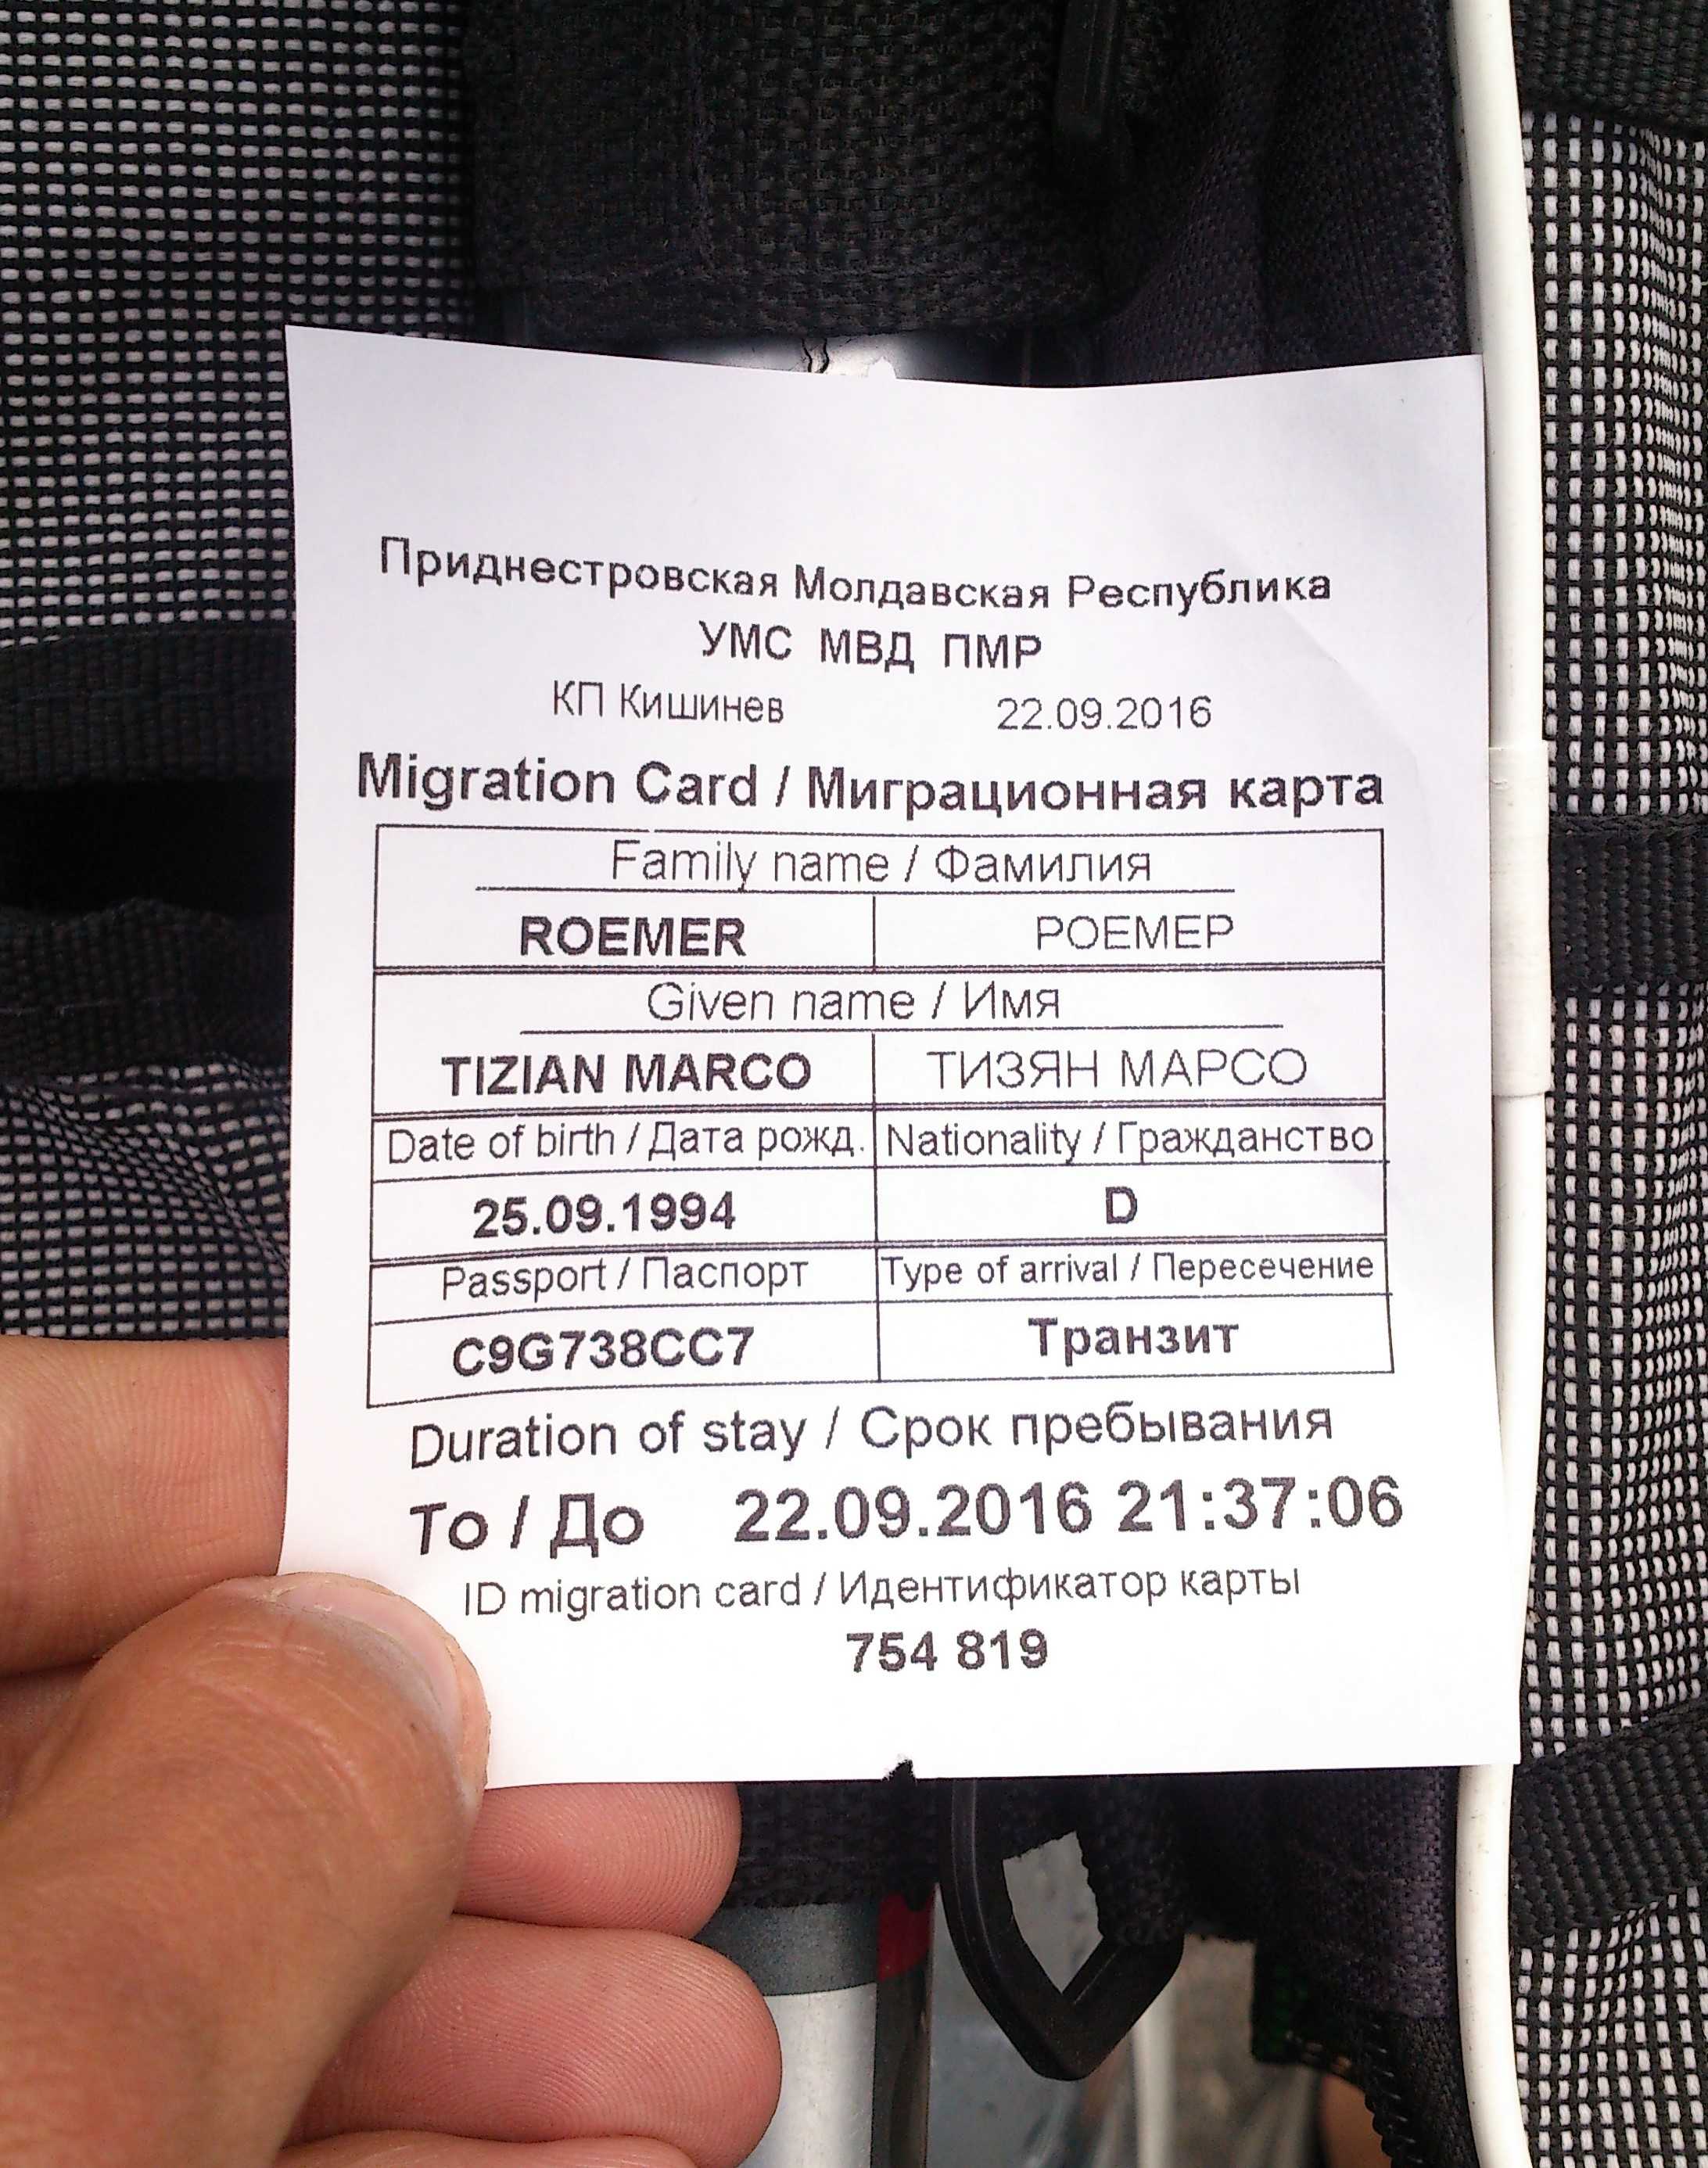 Приднестровская Молдавская Республика
УМС МВД ПМР
КП Кишинев 22.09.2016
Migration Card / Миграционная карта
Family name / Фамилия
ROEMER РОЕМЕР
Given name / Имя
TIZIAN MARCO ТИЗЯН МАРСО
Date of birth / Дата рожд. Nationality / Гражданство
25.09.1994 D
Passport / Паспорт Type of arrival / Пересечение
C9G738CC7 Транзит
Duration of stay / Срок пребывания
To / До 22.09.2016 21:37:06
ID migration card / Идентификатор карты
754 819